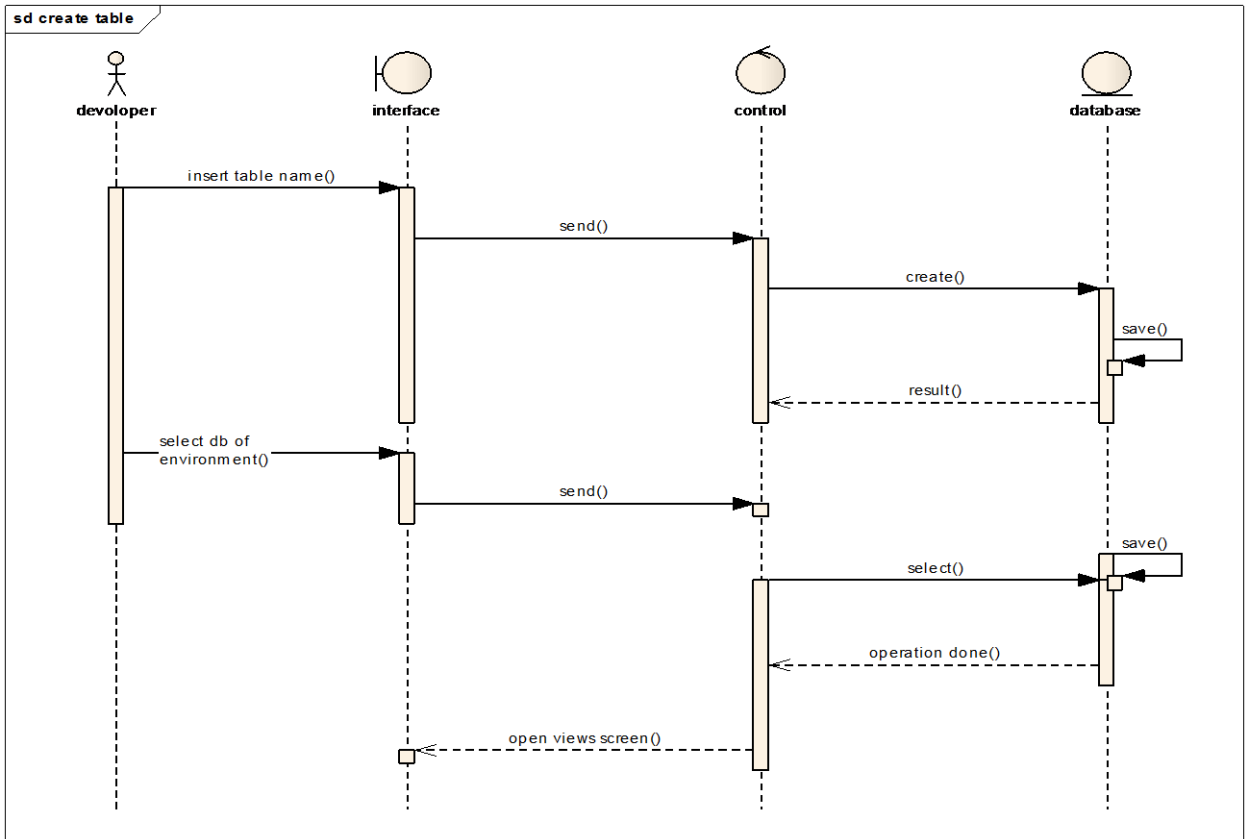 sd create table
devoloper
interface
control
database
insert table name()
send()
create()
save()
result()
select db of
environment()
send()
save()
select()
operation done()
open views screen()